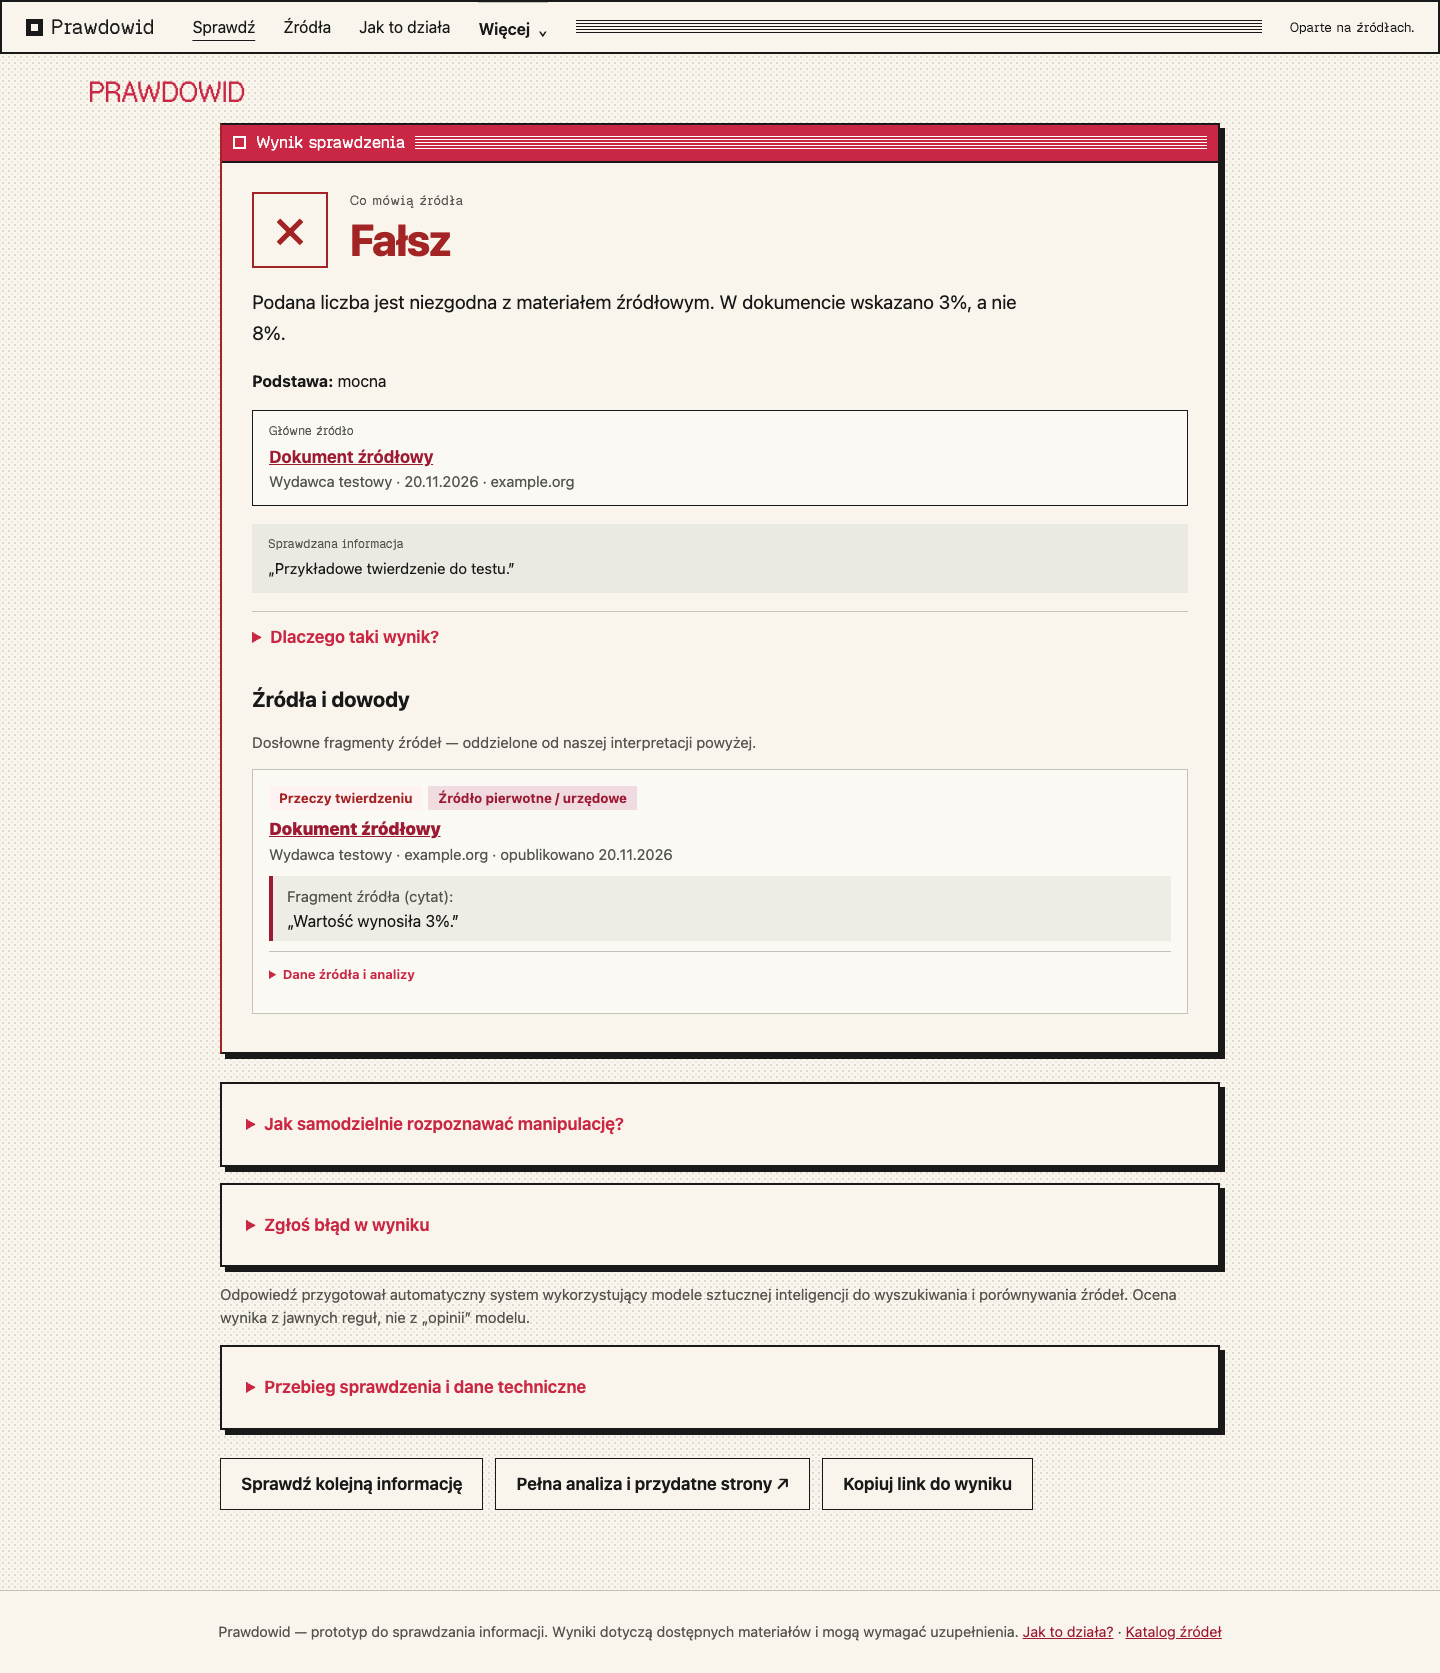 Prawdowid Sprawdź Źródła Jak to działa Więcej Oparte na źródłach.
PRAWDOWID
Wynik sprawdzenia
Co mówią źródła
Fałsz
Podana liczba jest niezgodna z materiałem źródłowym. W dokumencie wskazano 3%, a nie
8%.
Podstawa: mocna
Główne źródło
Dokument źródłowy
Wydawca testowy · 20.11.2026 · example.org
Sprawdzana informacja
„Przykładowe twierdzenie do testu.”
Dlaczego taki wynik?
Źródła i dowody
Dosłowne fragmenty źródeł — oddzielone od naszej interpretacji powyżej.
Przeczy twierdzeniu Źródło pierwotne / urzędowe
Dokument źródłowy
Wydawca testowy · example.org · opublikowano 20.11.2026
Fragment źródła (cytat):
„Wartość wynosiła 3%.”
Dane źródła i analizy
Jak samodzielnie rozpoznawać manipulację?
Zgłoś błąd w wyniku
Odpowiedź przygotował automatyczny system wykorzystujący modele sztucznej inteligencji do wyszukiwania i porównywania źródeł. Ocena
wynika z jawnych reguł, nie z „opinii” modelu.
Przebieg sprawdzenia i dane techniczne
Sprawdź kolejną informację Pełna analiza i przydatne strony ↗ Kopiuj link do wyniku
Prawdowid — prototyp do sprawdzania informacji. Wyniki dotyczą dostępnych materiałów i mogą wymagać uzupełnienia. Jak to działa? · Katalog źródeł